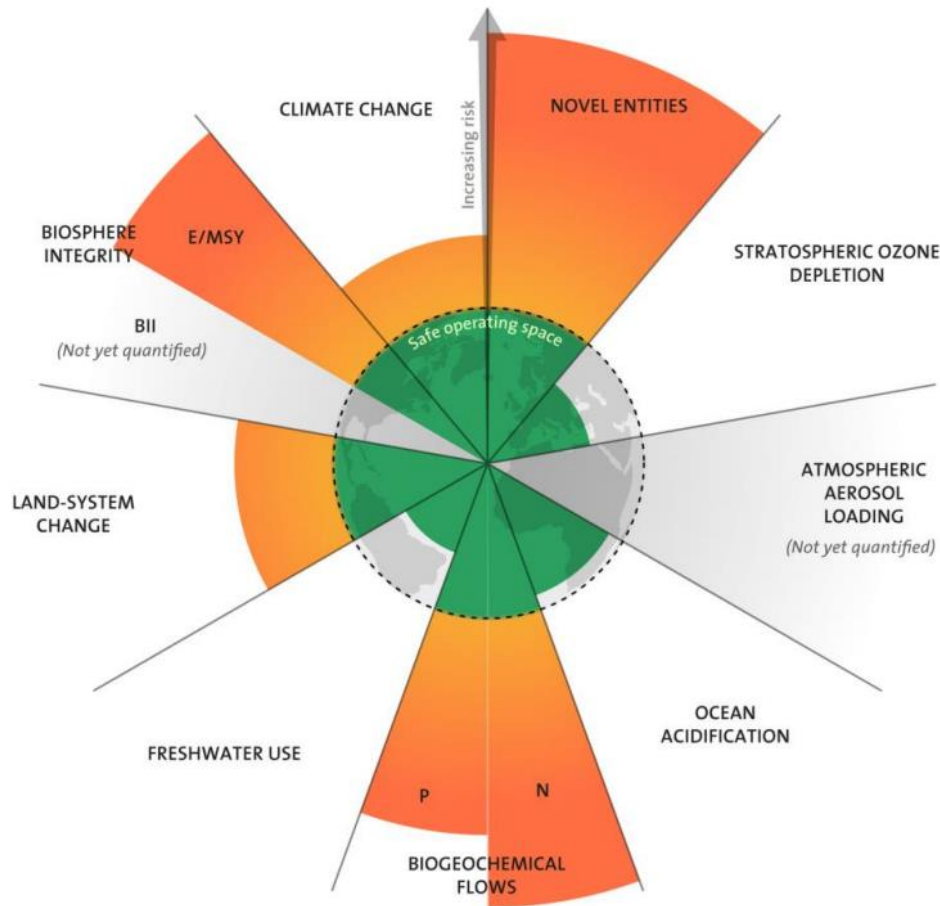 CLIMATE CHANGE
Increasing risk
NOVEL ENTITIES
STRATOSPHERIC OZONE
DEPLETION
BIOSPHERE
INTEGRITY
E/MSY
BII
(Not yet quantified)
Safe operating space
ATMOSPHERIC
AEROSOL
LOADING
(Not yet quantified)
LAND-SYSTEM
CHANGE
OCEAN
ACIDIFICATION
FRESHWATER USE
P
N
BIOGEOCHEMICAL
FLOWS